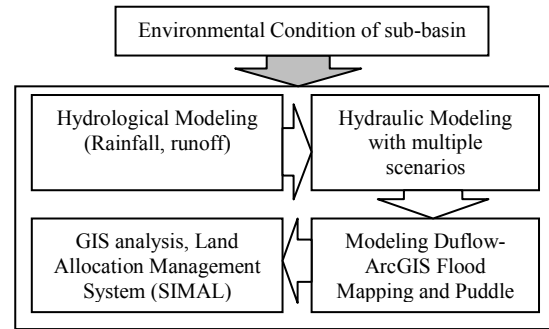 Environmental Condition of sub-basin
Hydrological Modeling
(Rainfall, runoff)
Hydraulic Modeling
with multiple
scenarios
GIS analysis, Land
Allocation Management
System (SIMAL)
Modeling Duflow-
ArcGIS Flood
Mapping and Puddle